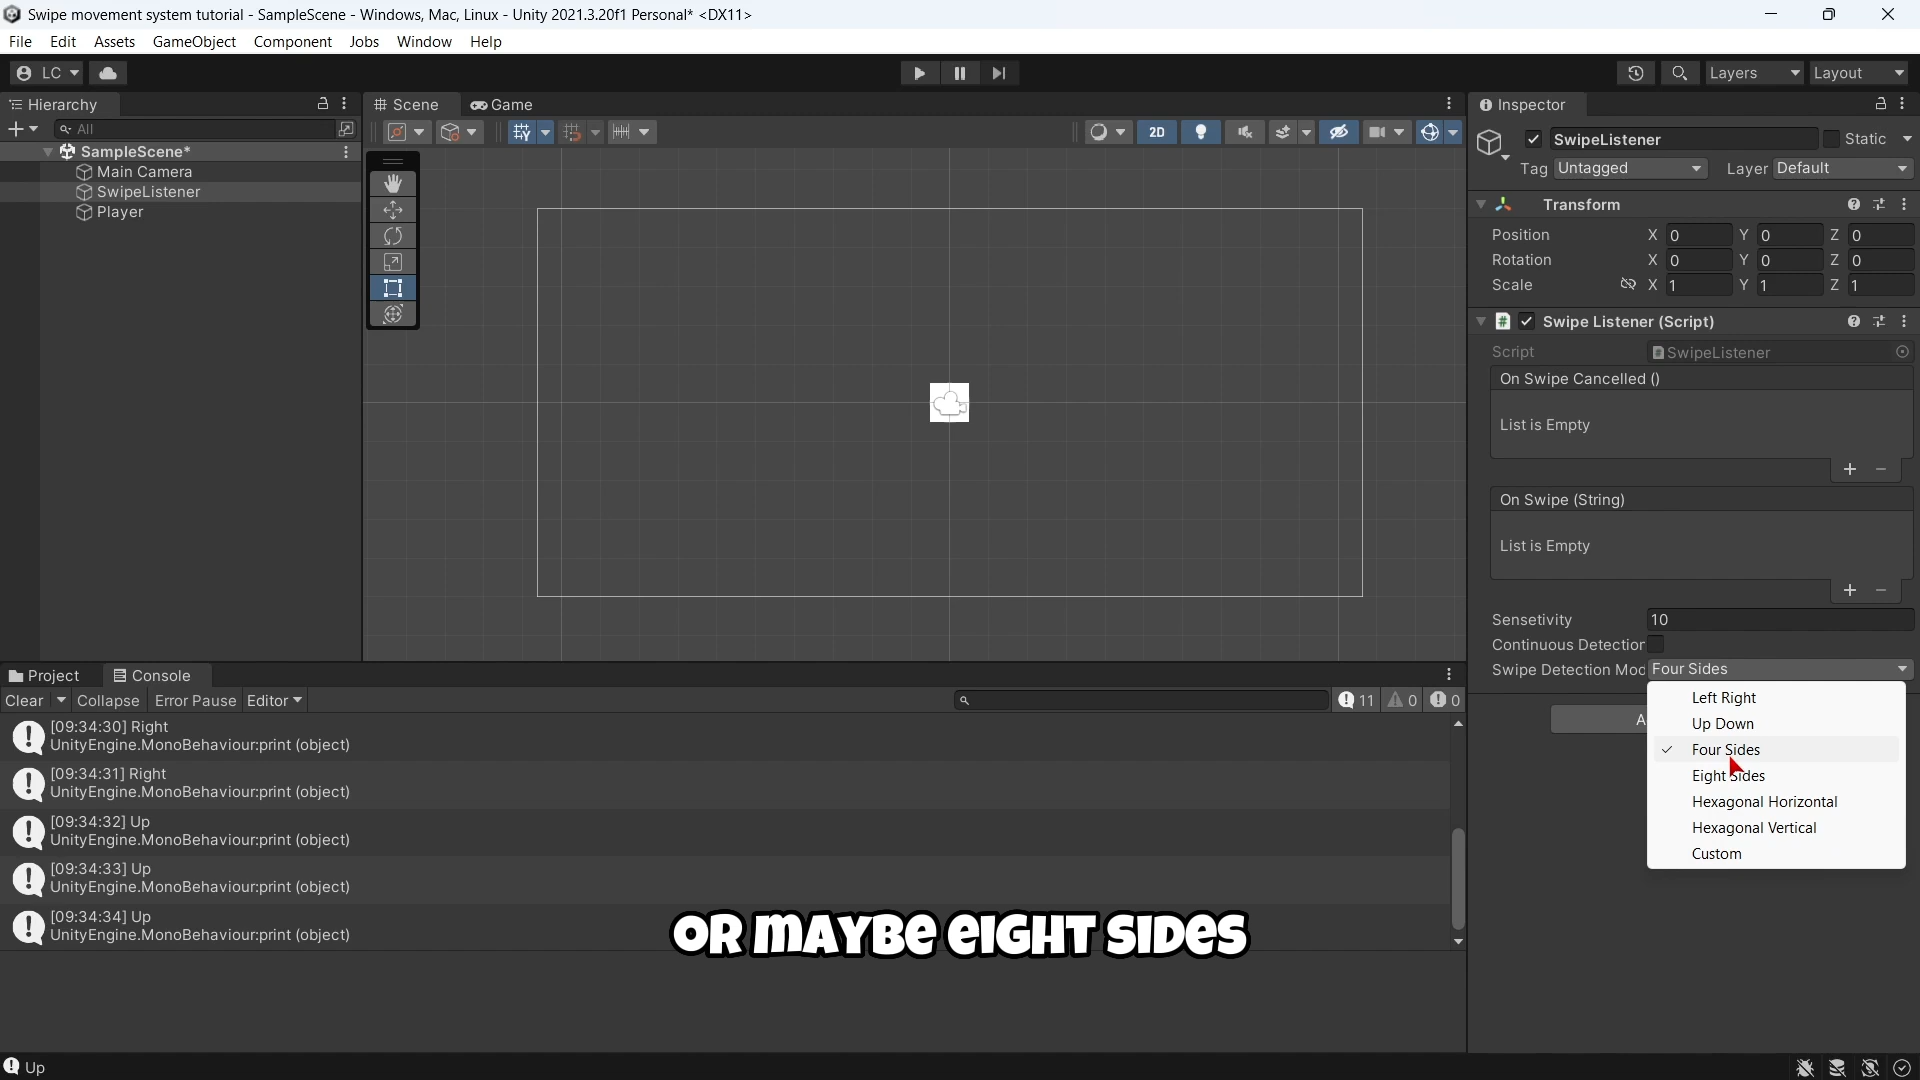 Swipe movement system tutorial - SampleScene - Windows, Mac, Linux - Unity 2021.3.20f1 Personal* <DX11>
File Edit Assets GameObject Component Jobs Window Help
LC
Layers
Layout
Hierarchy
All
SampleScene*
Main Camera
SwipeListener
Player
Scene
Game
2D
Inspector
SwipeListener
Static
Tag Untagged
Layer Default
Transform
Position X 0 Y 0 Z 0
Rotation X 0 Y 0 Z 0
Scale X 1 Y 1 Z 1
# Swipe Listener (Script)
Script SwipeListener
On Swipe Cancelled ()
List is Empty
On Swipe (String)
List is Empty
Sensetivity 10
Continuous Detection
Swipe Detection Mod Four Sides
Left Right
Up Down
Four Sides
Eight Sides
Hexagonal Horizontal
Hexagonal Vertical
Custom
A
Project
Console
Clear Collapse Error Pause Editor
11 0 0
[09:34:30] Right
UnityEngine.MonoBehaviour:print (object)
[09:34:31] Right
UnityEngine.MonoBehaviour:print (object)
[09:34:32] Up
UnityEngine.MonoBehaviour:print (object)
[09:34:33] Up
UnityEngine.MonoBehaviour:print (object)
[09:34:34] Up
UnityEngine.MonoBehaviour:print (object)
or maybe eight sides
Up